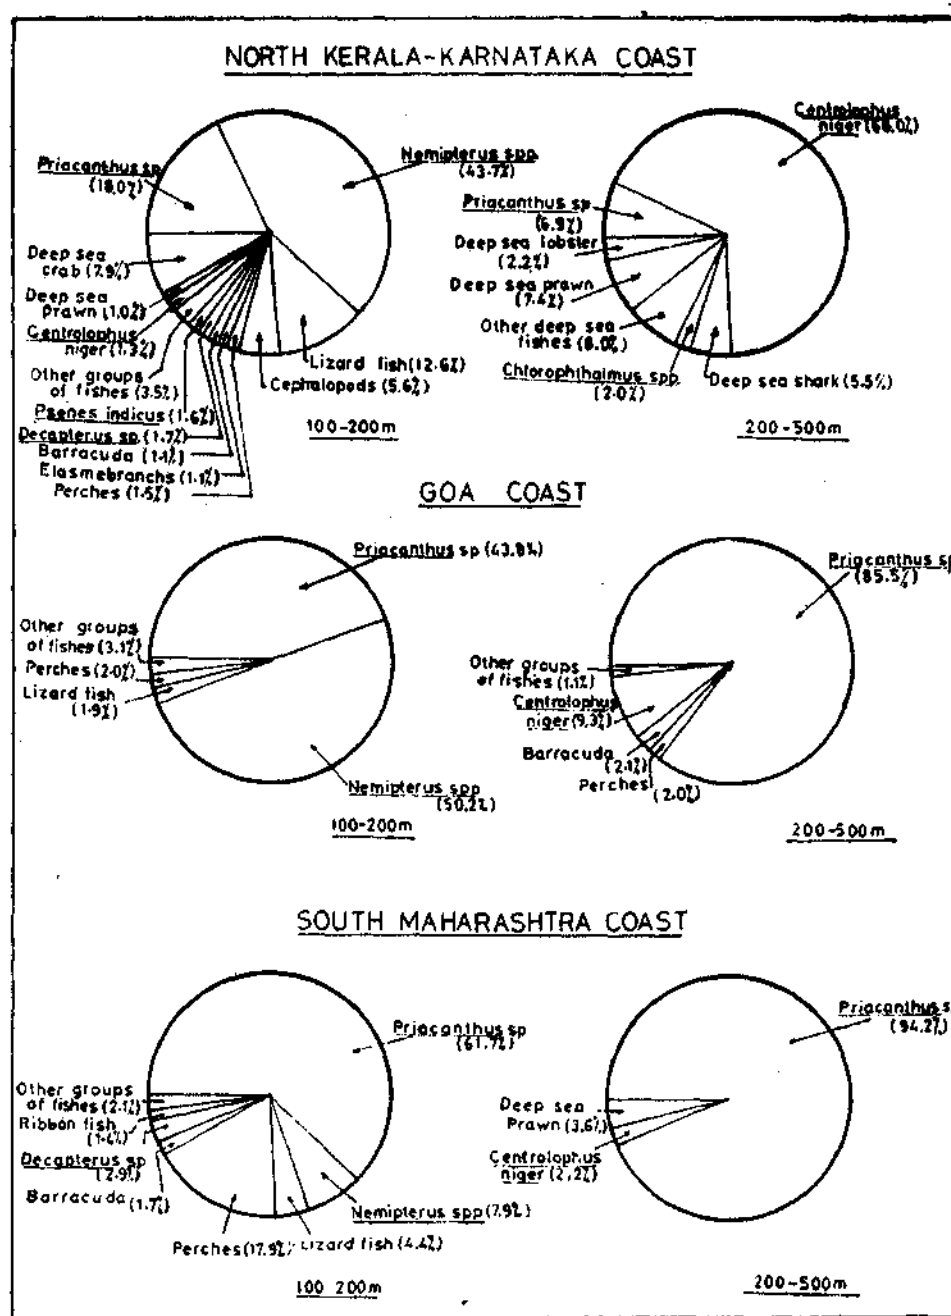 NORTH KERALA-KARNATAKA COAST
Priacanthus sp
(18.0%)
Nemipterus spp
(43.7%)
Deep sea
crab (7.9%)
Deep sea
prawn (1.0%)
Centrolophus
niger (1.3%)
Other groups
of fishes (3.5%)
Psenes indicus (1.6%)
Decapterus sp. (1.7%)
Barracuda (1.1%)
Elasmebranchs (1.1%)
Perches (1.5%)
Lizard fish (12.6%)
Cephalopods (5.6%)
100-200m
Centrolophus
niger (68.0%)
Priacanthus sp
(6.9%)
Deep sea lobster
(2.2%)
Deep sea prawn
(7.4%)
Other deep sea
fishes (8.0%)
Chlorophthalmus spp
(2.0%)
Deep sea shark (5.5%)
200-500m
GOA COAST
Priacanthus sp (43.8%)
Other groups
of fishes (3.1%)
Perches (2.0%)
Lizard fish
(1.9%)
Nemipterus spp
(50.2%)
100-200m
Priacanthus sp
(85.5%)
Other groups
of fishes (1.1%)
Centrolophus
niger (9.3%)
Barracuda
(2.1%)
Perches
(2.0%)
200-500m
SOUTH MAHARASHTRA COAST
Priacanthus sp
(61.7%)
Other groups
of fishes (2.1%)
Ribbon fish
(1.4%)
Decapterus sp
(2.9%)
Barracuda (1.7%)
Perches (17.9%)
Lizard fish (4.4%)
Nemipterus spp (7.9%)
100-200m
Priacanthus s
(94.2%)
Deep sea
Prawn (3.6%)
Centrolophus
niger (2.2%)
200-500m